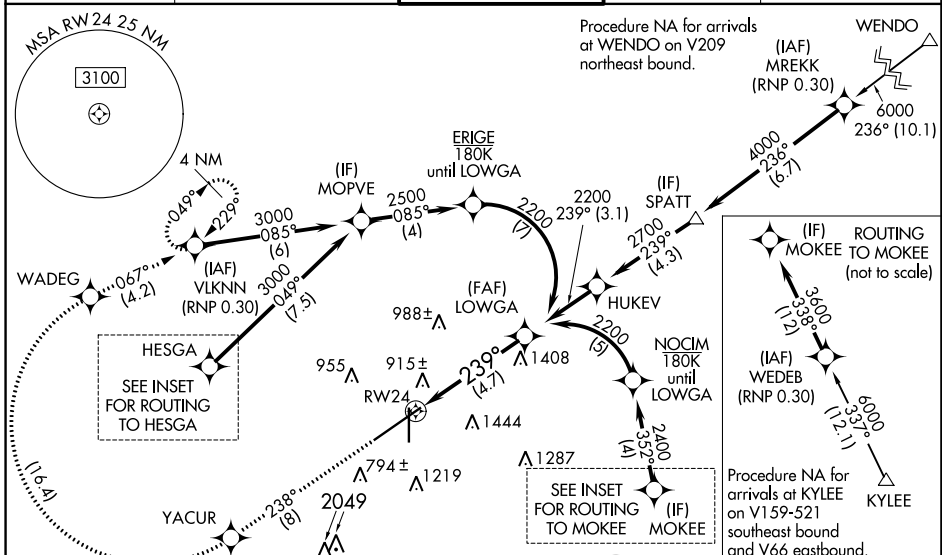 MSA RW 24 25 NM
3100
Procedure NA for arrivals
at WENDO on V209
northeast bound.
WENDO
(IAF)
MREKK
(RNP 0.30)
6000
236° (10.1)
4000
236°
(6.7)
ERIGE
180K
until LOWGA
4 NM
049°
229°
(IF)
MOPVE
2500
085°
(4)
3000
085°
(6)
2200
(7)
2200
239° (3.1)
(IF)
SPATT
2700
239°
(4.3)
HUKEV
WADEG
067°
(4.2)
(IAF)
VLKNN
(RNP 0.30)
3000
049°
(7.5)
(FAF)
LOWGA
988±
1408
2200
(5)
NOCIM
180K
until
LOWGA
HESGA
SEE INSET
FOR ROUTING
TO HESGA
955
915±
RW24
239°
(4.7)
1444
794±
1219
1287
2400
352°
(4)
SEE INSET
FOR ROUTING
TO MOKEE
(IF)
MOKEE
(16.4)
YACUR
238°
(8)
2049
(IF)
MOKEE
ROUTING
TO MOKEE
(not to scale)
3600
338°
(12)
(IAF)
WEDEB
(RNP 0.30)
6000
337°
(12.1)
KYLEE
Procedure NA for
arrivals at KYLEE
on V159-521
southeast bound
and V66 eastbound.